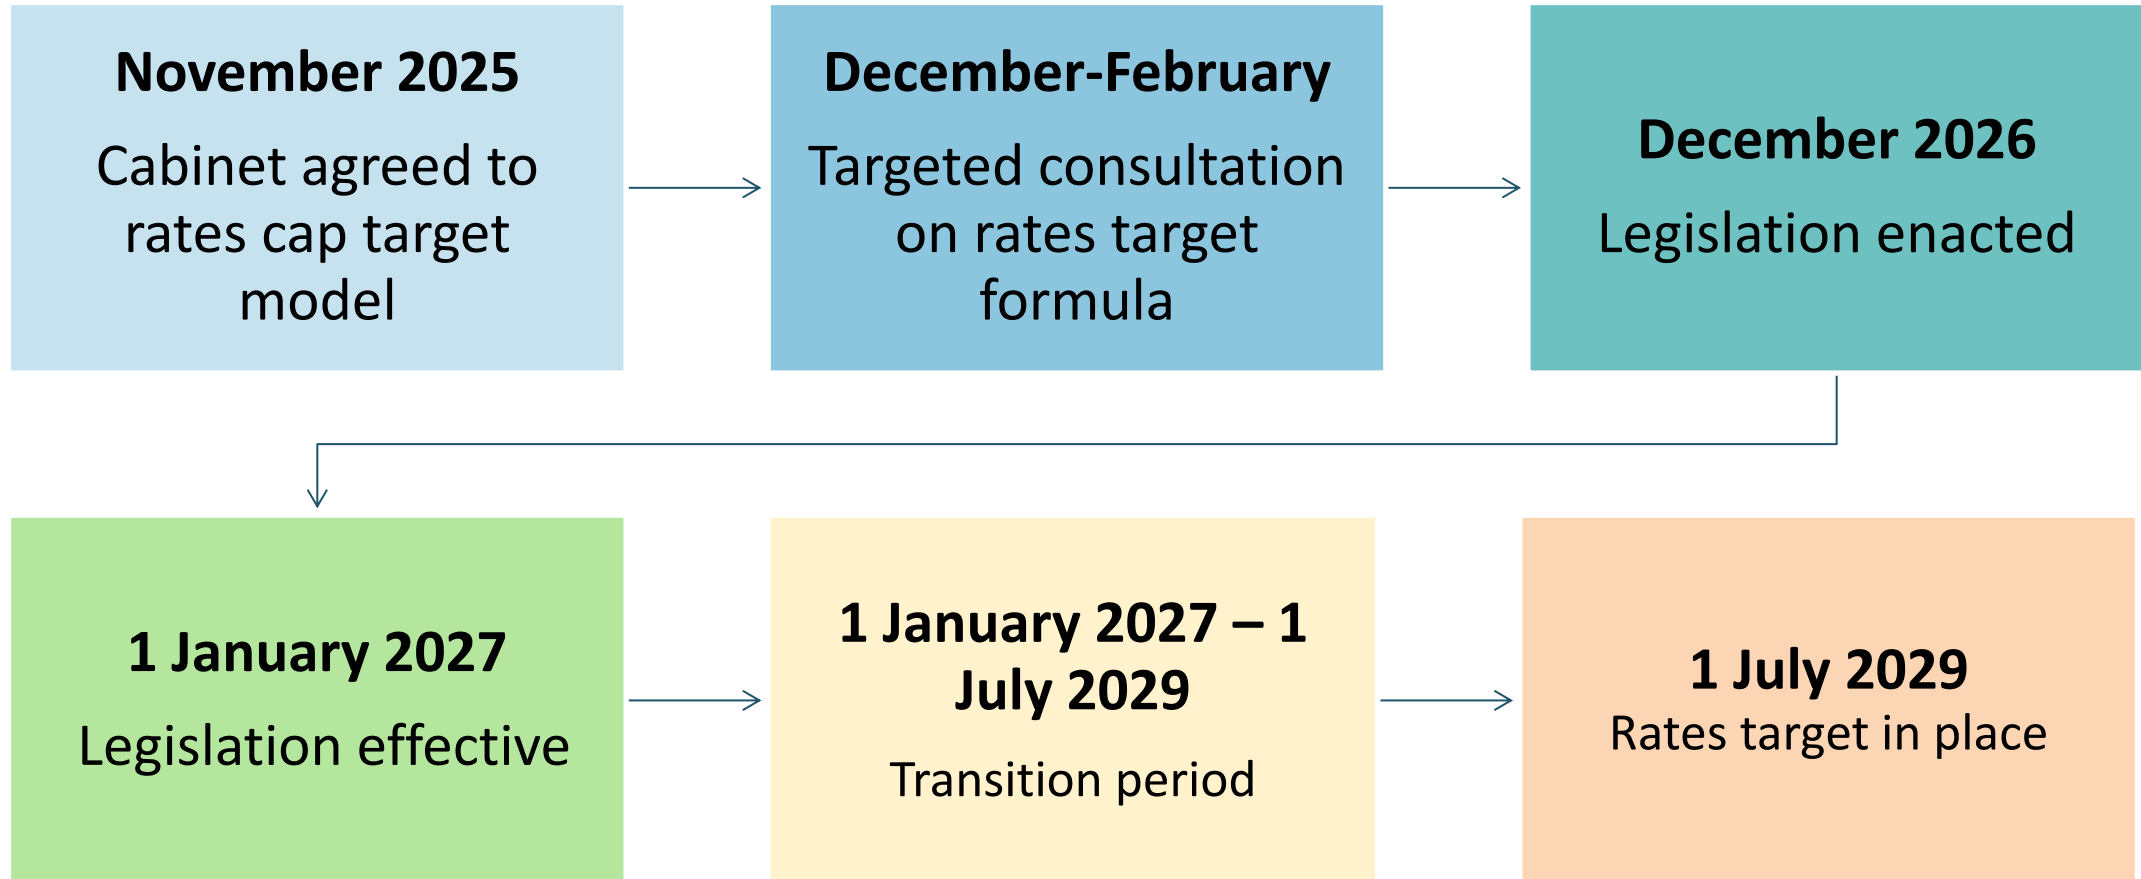 November 2025
Cabinet agreed to
rates cap target
model
December-February
Targeted consultation
on rates target
formula
December 2026
Legislation enacted
1 January 2027
Legislation effective
1 January 2027 – 1
July 2029
Transition period
1 July 2029
Rates target in place